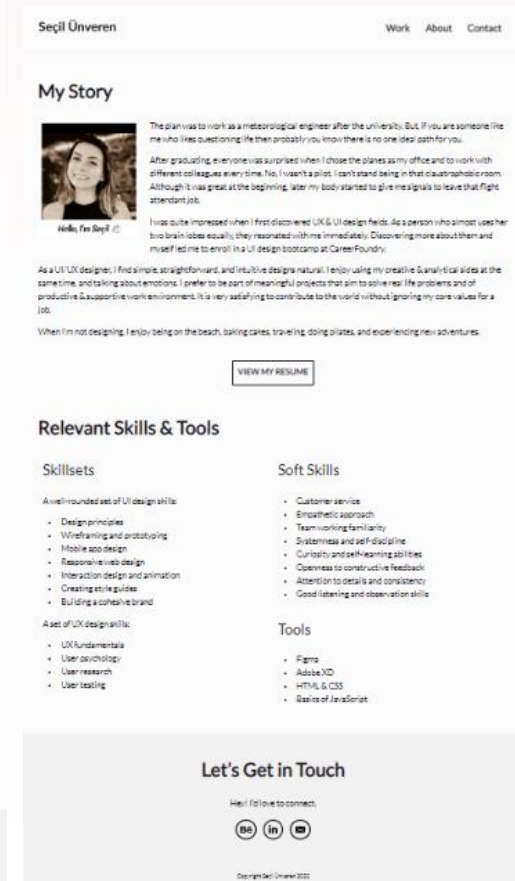 Seçil Ünveren
Work About Contact
My Story
The plan was to work as a meteorological engineer after the university. But, if you are someone like
me who likes questioning life then probably you know there is no one ideal path for you.
After graduating, everyone was surprised when I chose the planes as my office and to work with
different colleagues every time. No, I wasn't a pilot. I can't stand being in that claustrophobic room.
Although it was great at the beginning, later my body started to give me signals to leave that flight
attendant job.
I was quite impressed when I first discovered UX & UI design fields. As a person who almost uses her
two brain lobes equally, they resonated with me immediately. Discovering more about them and
myself led me to enroll in a UI design bootcamp at CareerFoundry.
Hello, I'm Seçil
As a UI/UX designer, I find simple, straightforward, and intuitive designs natural. I enjoy using my creative & analytical sides at the
same time, and talking about emotions. I prefer to be part of meaningful projects that aim to solve real life problems and of
productive & supportive work environment. It is very satisfying to contribute to the world without ignoring my core values for a
job.
When I'm not designing, I enjoy being on the beach, baking cakes, traveling, doing pilates, and experiencing new adventures.
VIEW MY RESUME
Relevant Skills & Tools
Skillsets
A well-rounded set of UI design skills:
• Design principles
• Wireframing and prototyping
• Mobile app design
• Responsive web design
• Interaction design and animation
• Creating style guides
• Building a cohesive brand
A set of UX design skills:
• UX fundamentals
• User psychology
• User research
• User testing
Soft Skills
• Customer service
• Empathetic approach
• Team working familiarity
• Systemness and self-discipline
• Curiosity and self-learning abilities
• Openness to constructive feedback
• Attention to details and consistency
• Good listening and observation skills
Tools
• Figma
• Adobe XD
• HTML & CSS
• Basics of JavaScript
Let's Get in Touch
Hey! I'd love to connect.
Bē in
Copyright Seçil Ünveren 2020